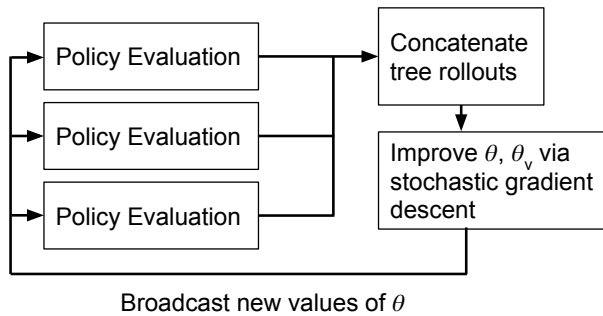 Policy Evaluation
Policy Evaluation
Policy Evaluation
Concatenate
tree rollouts
Improve θ, θᵥ via
stochastic gradient
descent
Broadcast new values of θ